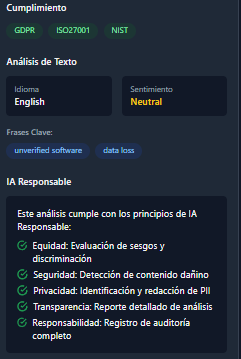 Cumplimiento
GDPR ISO27001 NIST
Análisis de Texto
Idioma Sentimiento
English Neutral
Frases Clave:
unverified software data loss
IA Responsable
Este análisis cumple con los principios de IA
Responsable:
Equidad: Evaluación de sesgos y
discriminación
Seguridad: Detección de contenido dañino
Privacidad: Identificación y redacción de PII
Transparencia: Reporte detallado de análisis
Responsabilidad: Registro de auditoría
completo